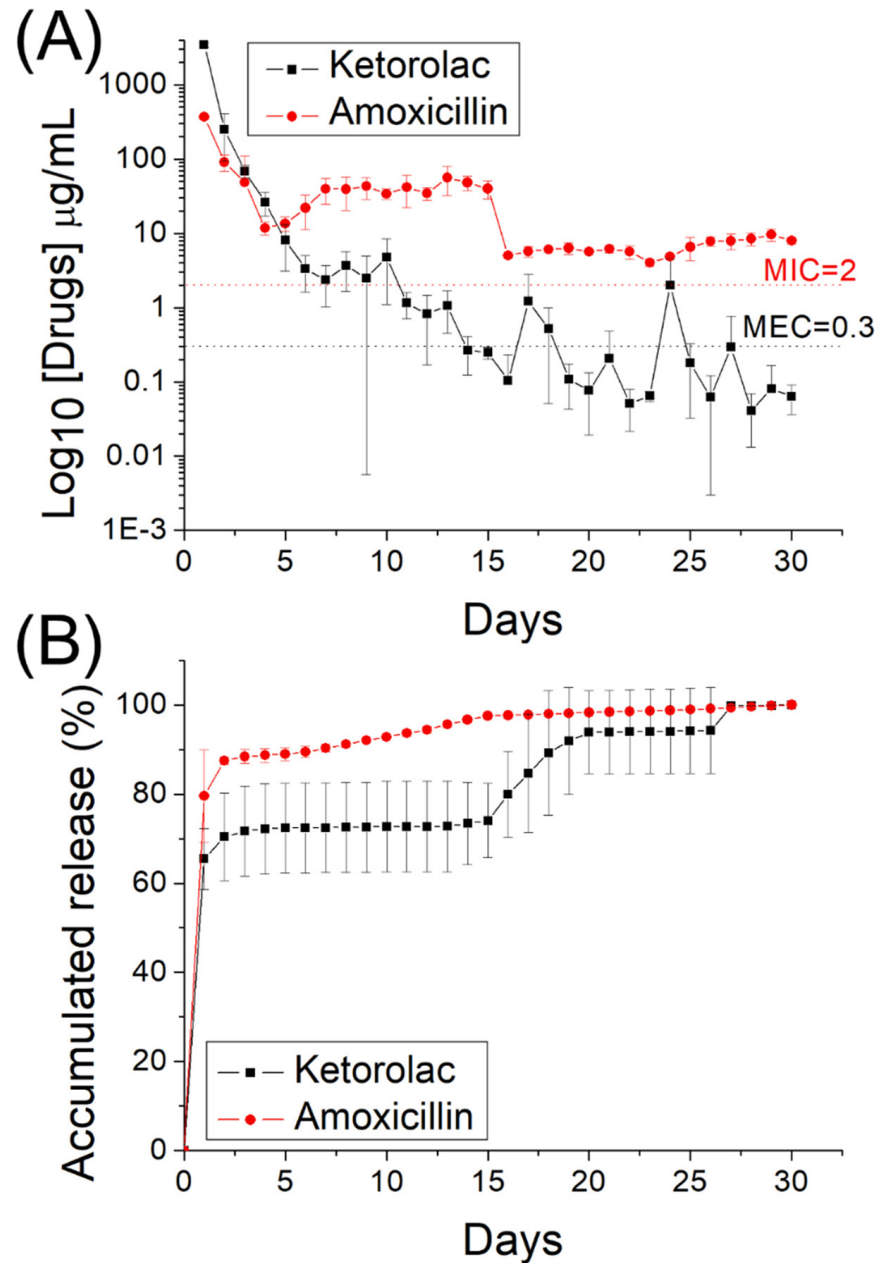 (A)
Ketorolac
Amoxicillin
Log10 [Drugs] μg/mL
1000
100
10
1
0.1
0.01
1E-3
MIC=2
MEC=0.3
0 5 10 15 20 25 30
Days
(B)
Accumulated release (%)
100
80
60
40
20
0
Ketorolac
Amoxicillin
0 5 10 15 20 25 30
Days